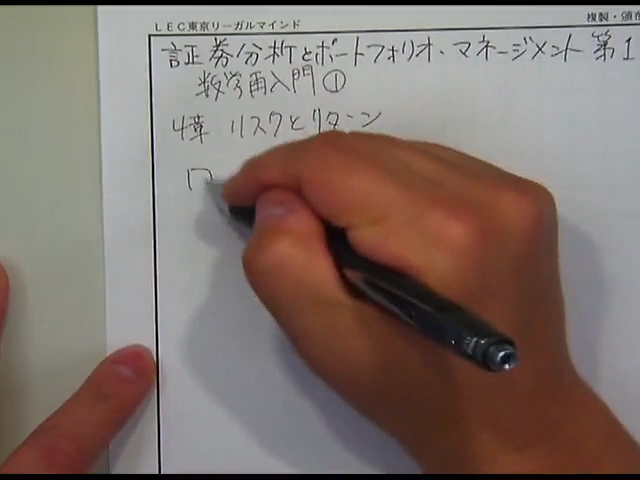 LEC東京リーガルマインド
複製・頒布
証券分析とポートフォリオ・マネージメント 第1
数学再入門①
4章 リスクとリターン